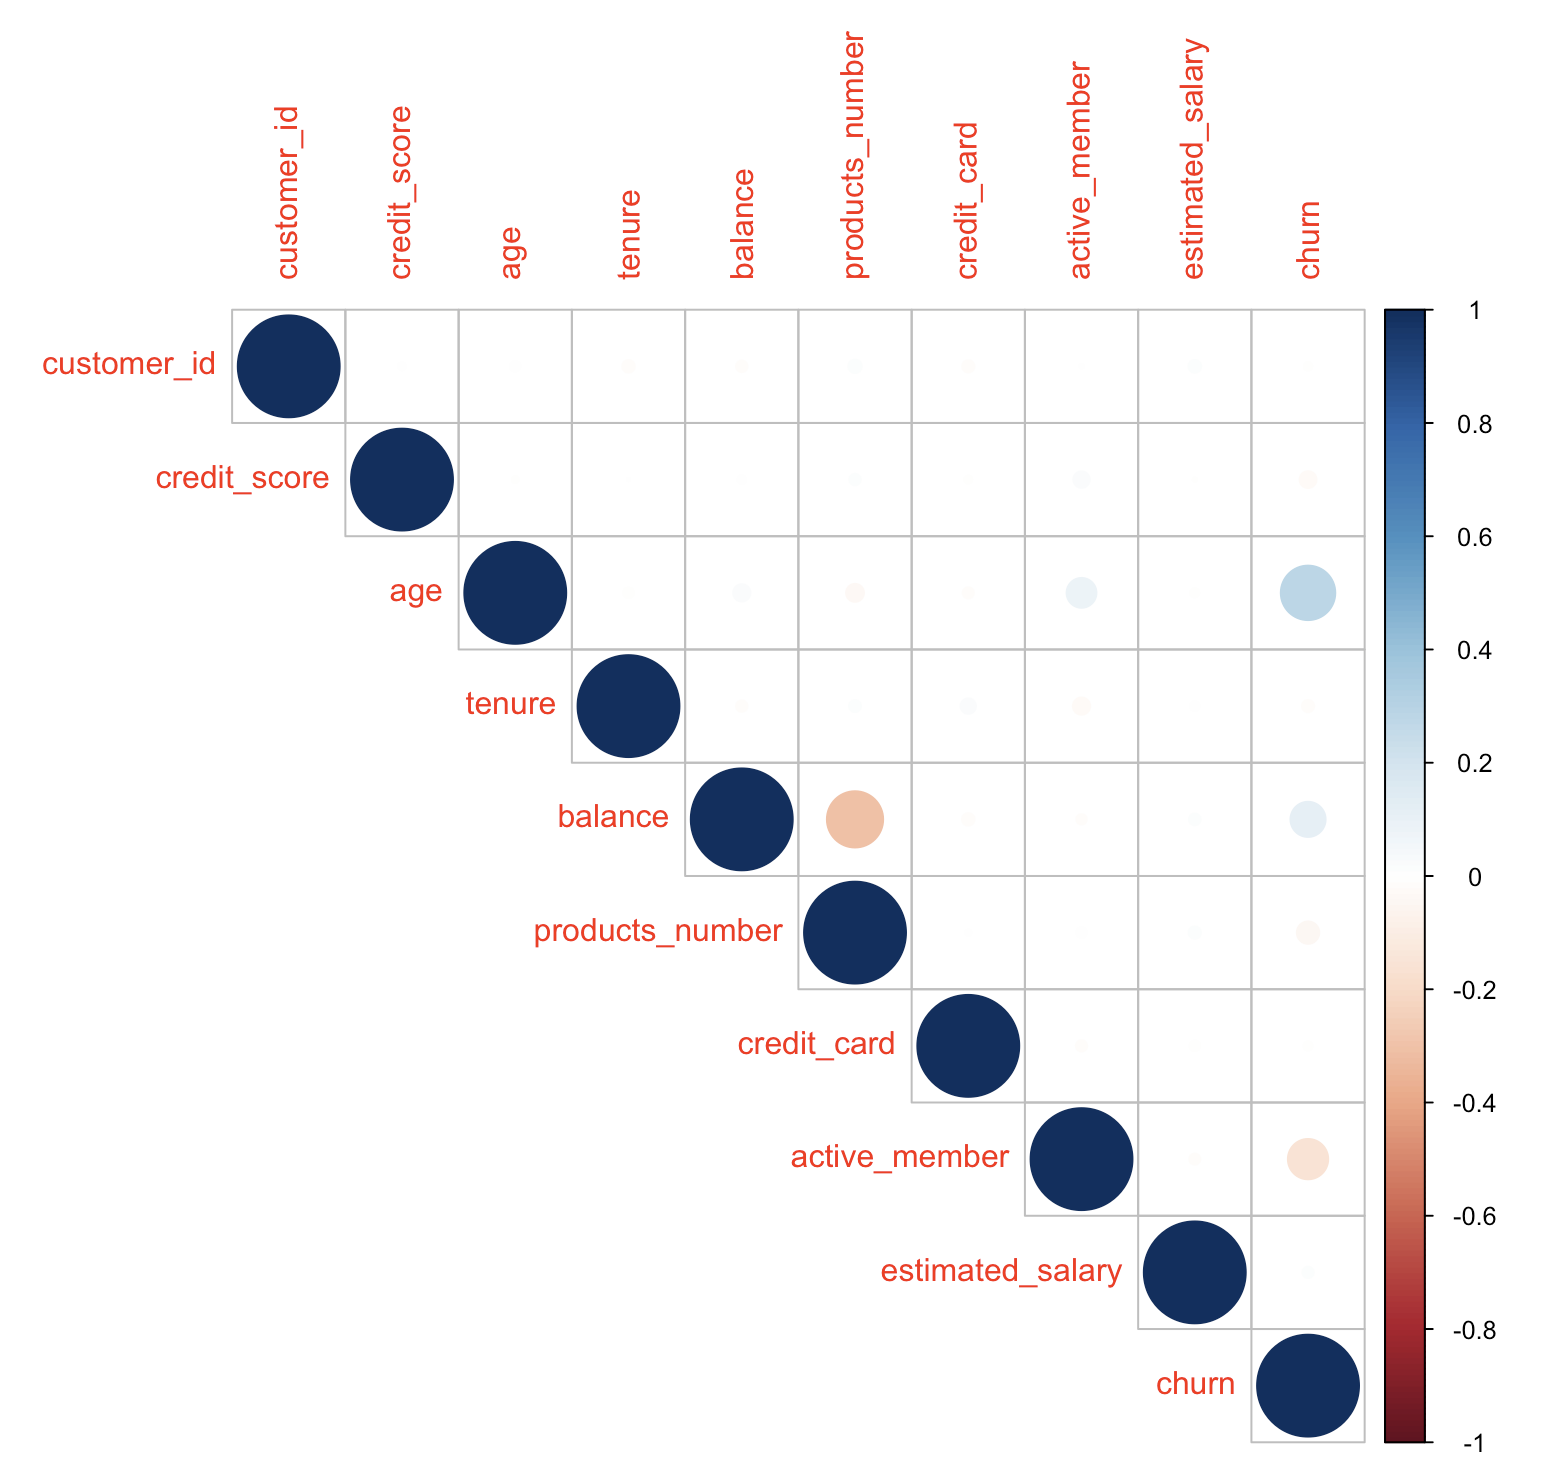 customer_id
credit_score
age
tenure
balance
products_number
credit_card
active_member
estimated_salary
churn
customer_id
credit_score
age
tenure
balance
products_number
credit_card
active_member
estimated_salary
churn
1
0.8
0.6
0.4
0.2
0
-0.2
-0.4
-0.6
-0.8
-1